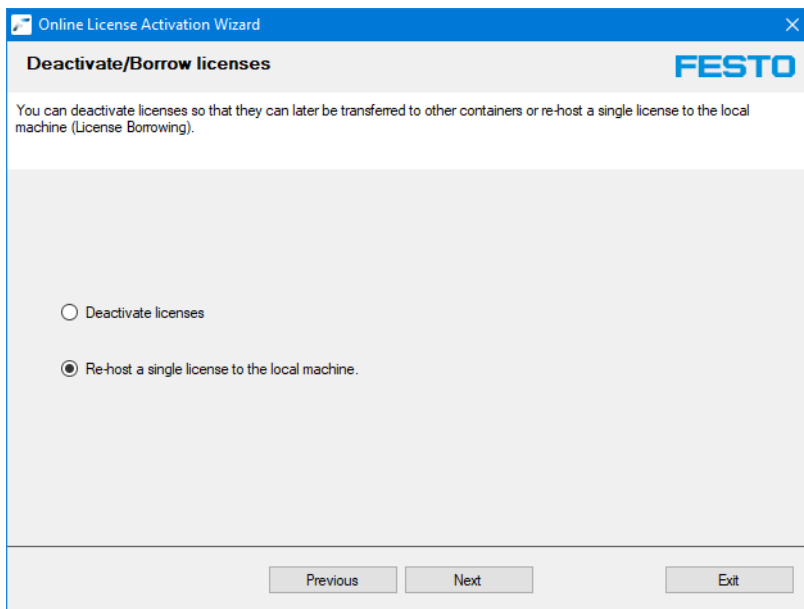 Online License Activation Wizard
Deactivate/Borrow licenses
FESTO
You can deactivate licenses so that they can later be transferred to other containers or re-host a single license to the local
machine (License Borrowing).
Deactivate licenses
Re-host a single license to the local machine.
Previous
Next
Exit